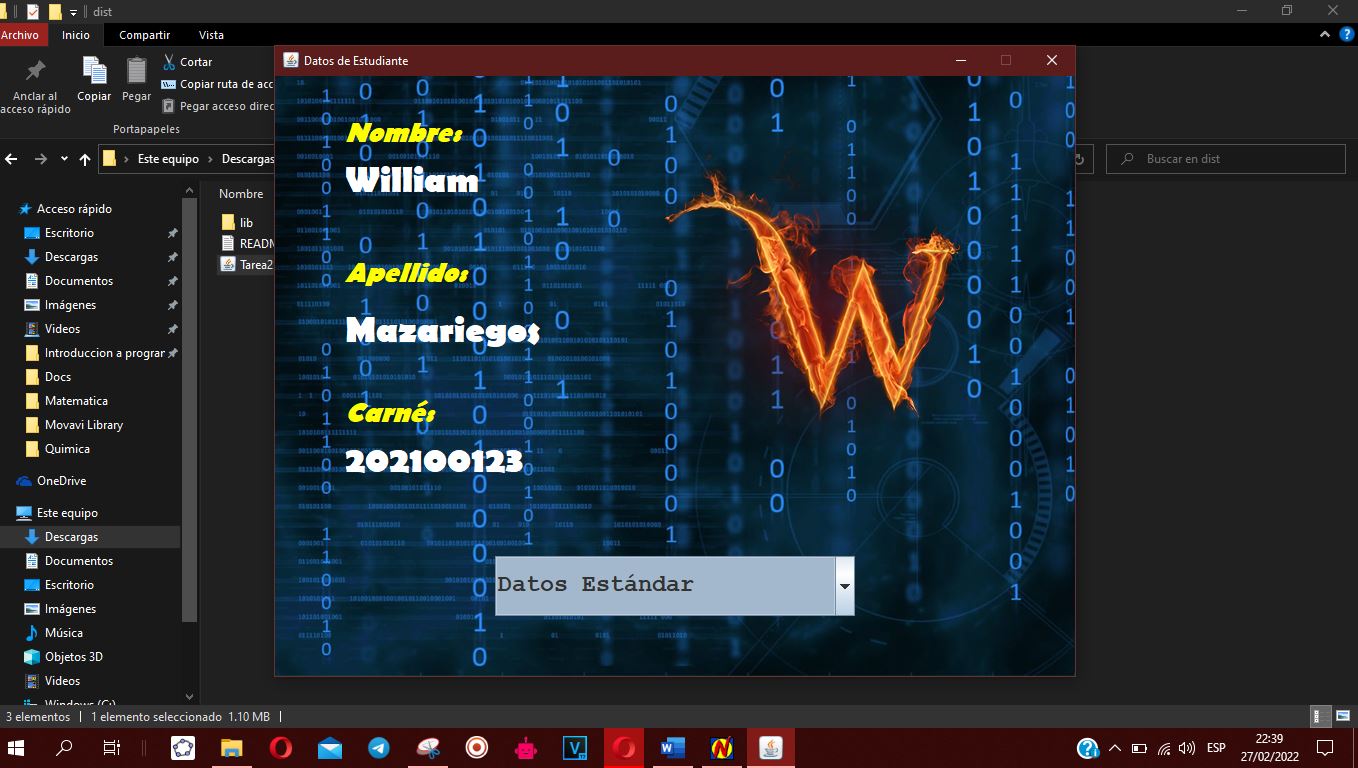 dist
Archivo Inicio Compartir Vista
Anclar al acceso rápido
Copiar
Pegar
Cortar
Copiar ruta de acc
Pegar acceso direc
Portapapeles
Este equipo > Descargas
Buscar en dist
Acceso rápido
Escritorio
Descargas
Documentos
Imágenes
Videos
Introduccion a prograr
Docs
Matematica
Movavi Library
Quimica
OneDrive
Este equipo
Descargas
Documentos
Escritorio
Imágenes
Música
Objetos 3D
Videos
Windows (C:)
Nombre
lib
READM
Tarea2
Datos de Estudiante
Nombre:
William
Apellido:
Mazariegos
Carné:
202100123
W
Datos Estándar
3 elementos
1 elemento seleccionado 1.10 MB
ESP
22:39
27/02/2022